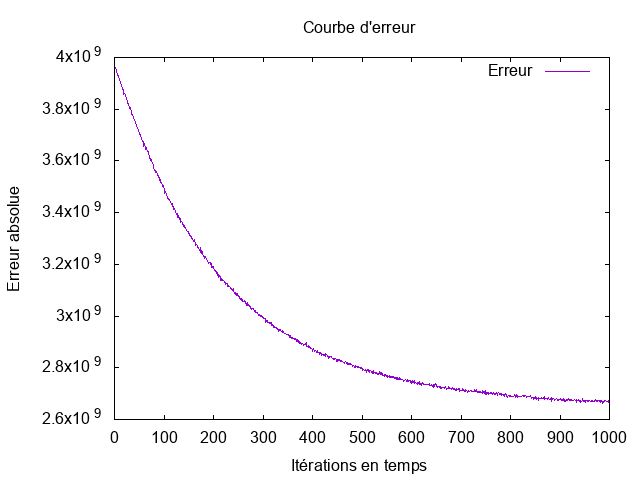 Courbe d'erreur
Erreur
4x10 9
3.8x10 9
3.6x10 9
3.4x10 9
3.2x10 9
3x10 9
2.8x10 9
2.6x10 9
Erreur absolue
0 100 200 300 400 500 600 700 800 900 1000
Itérations en temps